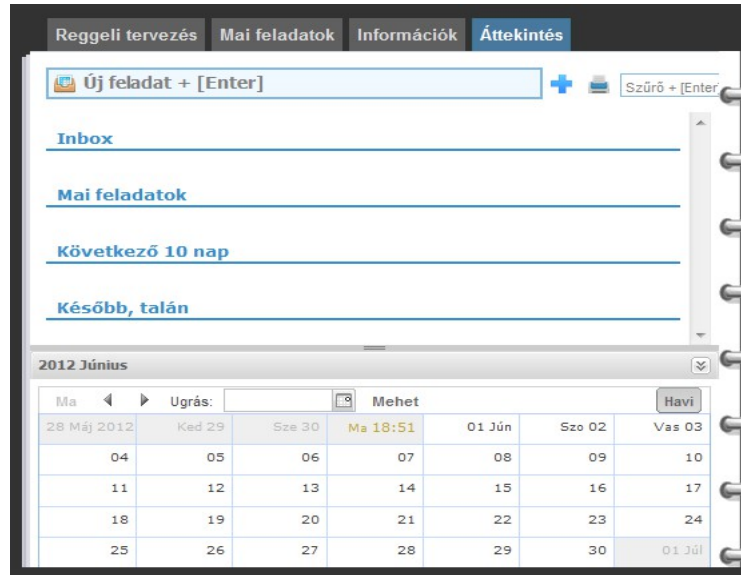 Reggeli tervezés Mai feladatok Információk Áttekintés
Új feladat + [Enter] Szűrő + [Enter
Inbox
Mai feladatok
Következő 10 nap
Később, talán
2012 Június
Ma Ugrás: Mehet Havi
28 Máj 2012 Ked 29 Sze 30 Ma 18:51 01 Jún Szo 02 Vas 03
04 05 06 07 08 09 10
11 12 13 14 15 16 17
18 19 20 21 22 23 24
25 26 27 28 29 30 01 Júl